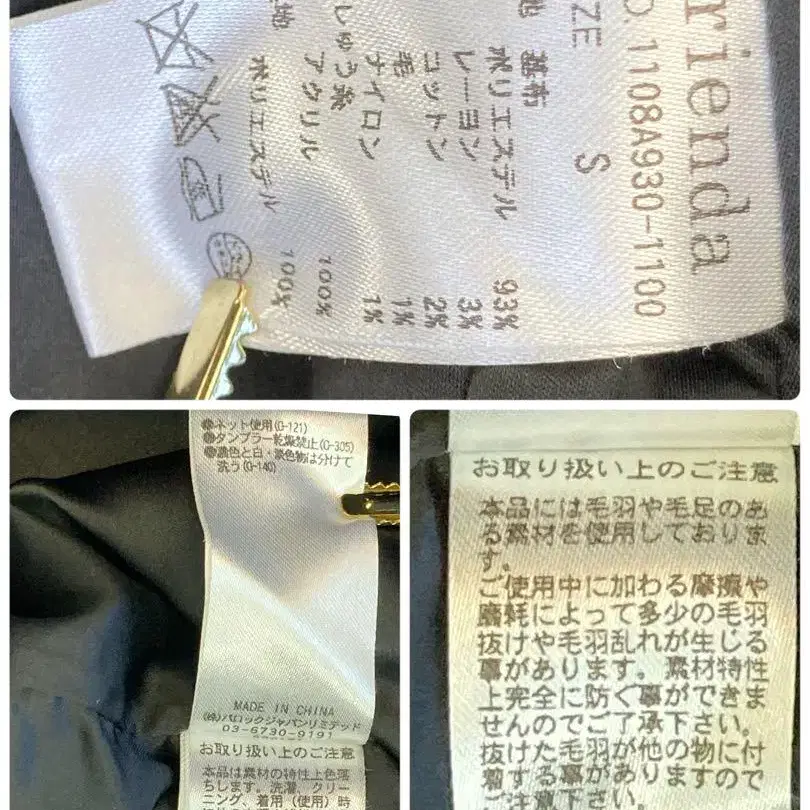 rienda
O. 1108A930-1100
ZE S
地 基布
ポリエステル 93%
レーヨン 3%
コットン 2%
毛 1%
ナイロン 1%
しゅう糸
アクリル 100%
地
ポリエステル 100%
ネット使用(0-121)
タンブラー乾燥禁止(0-305)
濃色と白・淡色物は分けて
洗う(0-140)
MADE IN CHINA
(株)バロックジャパンリミテッド
03-6730-9191
お取り扱い上のご注意
本品は素材の特性上色落
ちします。洗濯、クリー
ニング、着用(使用)時
お取り扱い上のご注意
本品には毛羽や毛足のあ
る素材を使用しておりま
す。
ご使用中に加わる摩擦や
磨耗によって多少の毛羽
抜けや毛羽乱れが生じる
事があります。素材特性
上完全に防ぐ事ができま
せんのでご了承下さい。
抜けた毛羽が他の物に付
着する事がありますので
ご注意下さい。